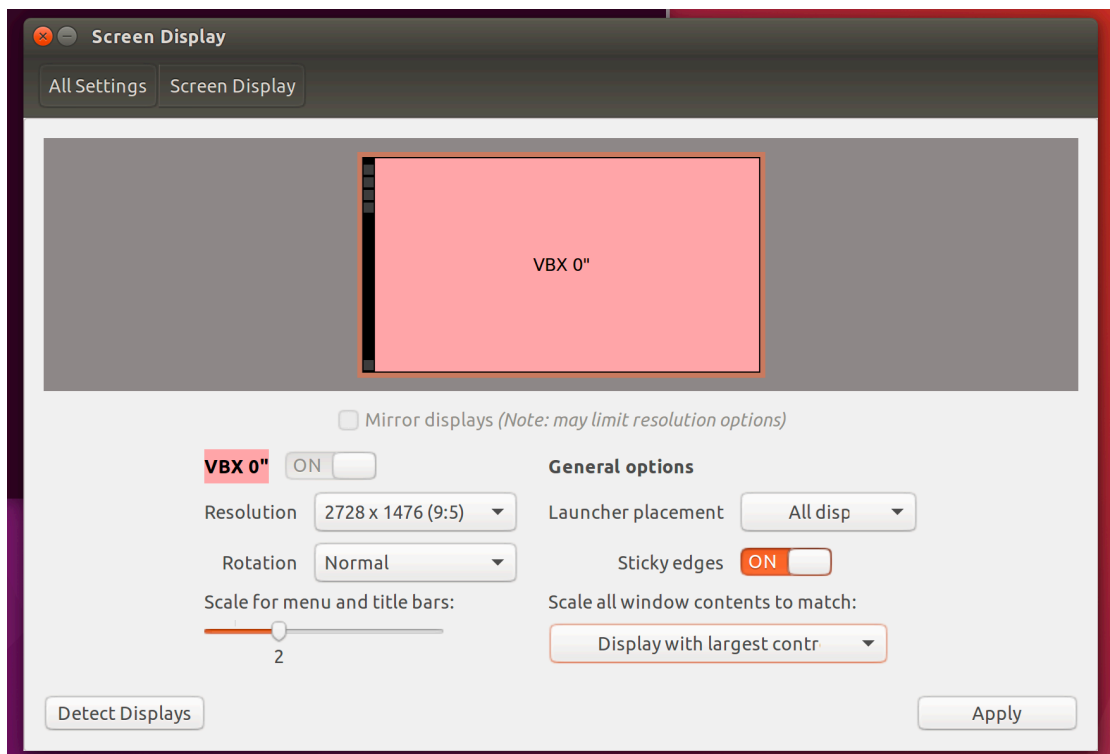 Screen Display
All Settings Screen Display
VBX 0"
Mirror displays (Note: may limit resolution options)
VBX 0" ON General options
Resolution 2728 x 1476 (9:5) Launcher placement All disp
Rotation Normal Sticky edges ON
Scale for menu and title bars: Scale all window contents to match:
Display with largest contr
2
Detect Displays Apply